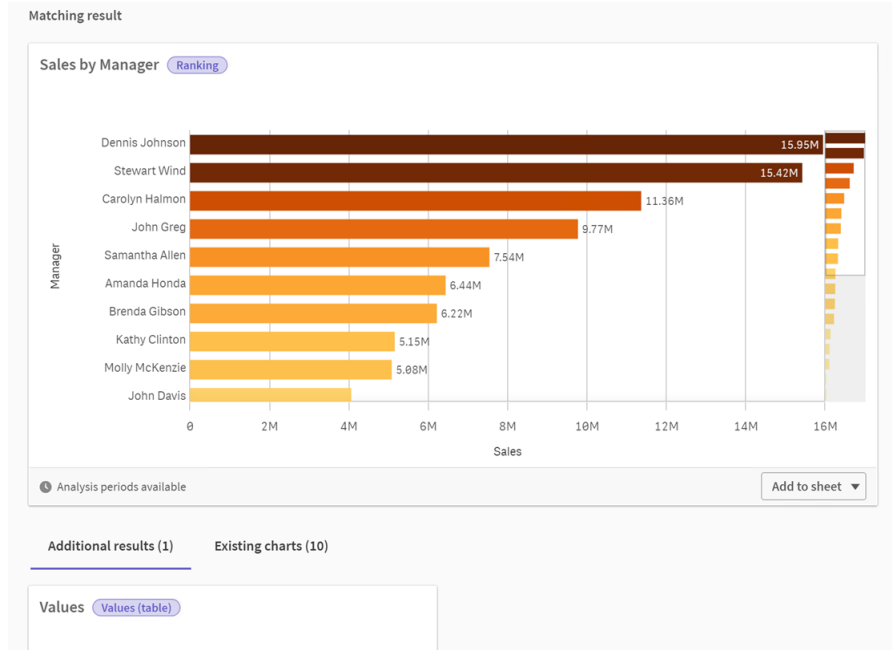 Matching result
Sales by Manager Ranking
Dennis Johnson 15.95M
Stewart Wind 15.42M
Carolyn Halmon 11.36M
John Greg 9.77M
Samantha Allen 7.54M
Amanda Honda 6.44M
Brenda Gibson 6.22M
Kathy Clinton 5.15M
Molly McKenzie 5.08M
John Davis
Manager
0 2M 4M 6M 8M 10M 12M 14M 16M
Sales
Analysis periods available Add to sheet
Additional results (1) Existing charts (10)
Values Values (table)